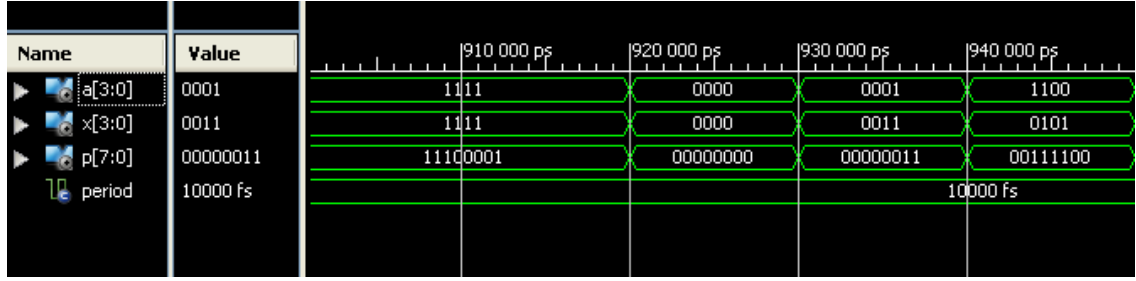 Name Value 910 000 ps 920 000 ps 930 000 ps 940 000 ps
a[3:0] 0001 1111 0000 0001 1100
x[3:0] 0011 1111 0000 0011 0101
p[7:0] 00000011 11100001 00000000 00000011 00111100
period 10000 fs 10000 fs